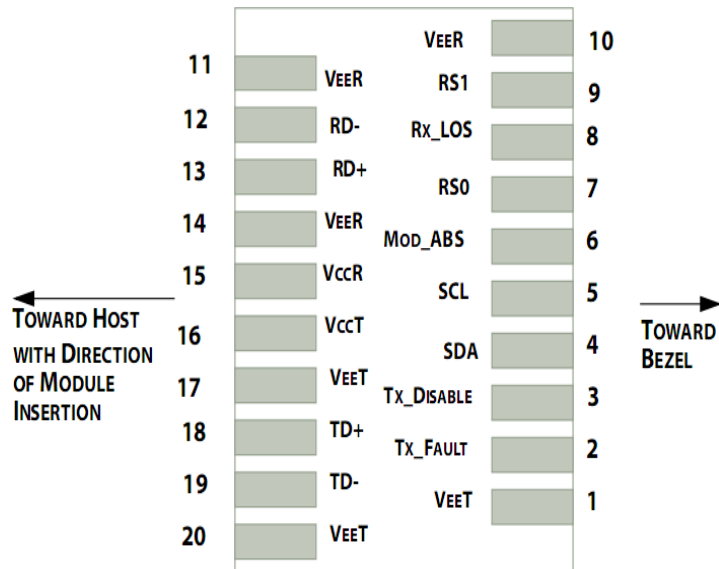 VEER 10
11 VEER
RS1 9
12 RD-
RX_LOS 8
13 RD+
RS0 7
14 VEER
MOD_ABS 6
15 VCCR
SCL 5
TOWARD HOST
WITH DIRECTION
OF MODULE
INSERTION
TOWARD
BEZEL
16 VCCT
SDA 4
17 VEET
TX_DISABLE 3
18 TD+
TX_FAULT 2
19 TD-
VEET 1
20 VEET